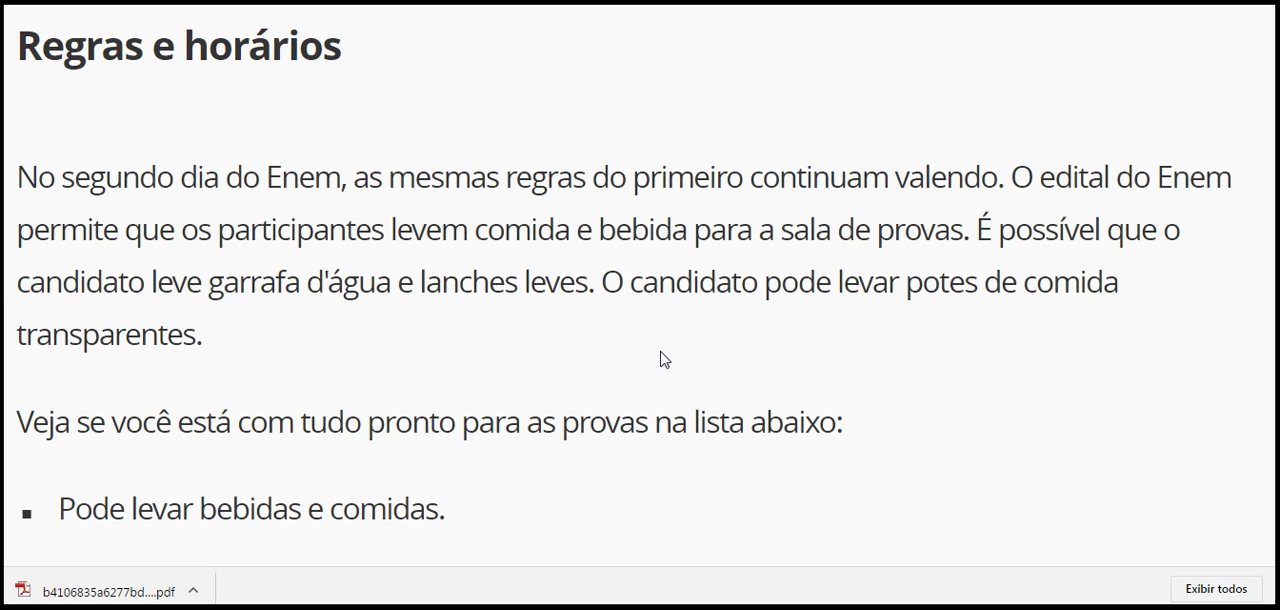 Regras e horários
No segundo dia do Enem, as mesmas regras do primeiro continuam valendo. O edital do Enem
permite que os participantes levem comida e bebida para a sala de provas. É possível que o
candidato leve garrafa d'água e lanches leves. O candidato pode levar potes de comida
transparentes.
Veja se você está com tudo pronto para as provas na lista abaixo:
▪ Pode levar bebidas e comidas.
b4106835a6277bd....pdf
Exibir todos